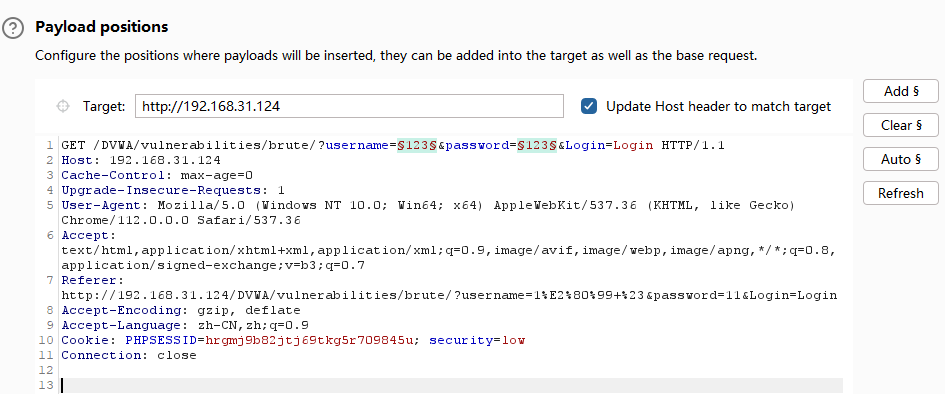 Payload positions
Configure the positions where payloads will be inserted, they can be added into the target as well as the base request.
Target: http://192.168.31.124 Update Host header to match target
Add §
Clear §
Auto §
Refresh
1 GET /DVWA/vulnerabilities/brute/?username=§123§&password=§123§&Login=Login HTTP/1.1
2 Host: 192.168.31.124
3 Cache-Control: max-age=0
4 Upgrade-Insecure-Requests: 1
5 User-Agent: Mozilla/5.0 (Windows NT 10.0; Win64; x64) AppleWebKit/537.36 (KHTML, like Gecko)
Chrome/112.0.0.0 Safari/537.36
6 Accept:
text/html,application/xhtml+xml,application/xml;q=0.9,image/avif,image/webp,image/apng,*/*;q=0.8,
application/signed-exchange;v=b3;q=0.7
7 Referer:
http://192.168.31.124/DVWA/vulnerabilities/brute/?username=1%E2%80%99+%23&password=11&Login=Login
8 Accept-Encoding: gzip, deflate
9 Accept-Language: zh-CN,zh;q=0.9
10 Cookie: PHPSESSID=hrgmj9b82jtj69tkg5r709845u; security=low
11 Connection: close
12
13